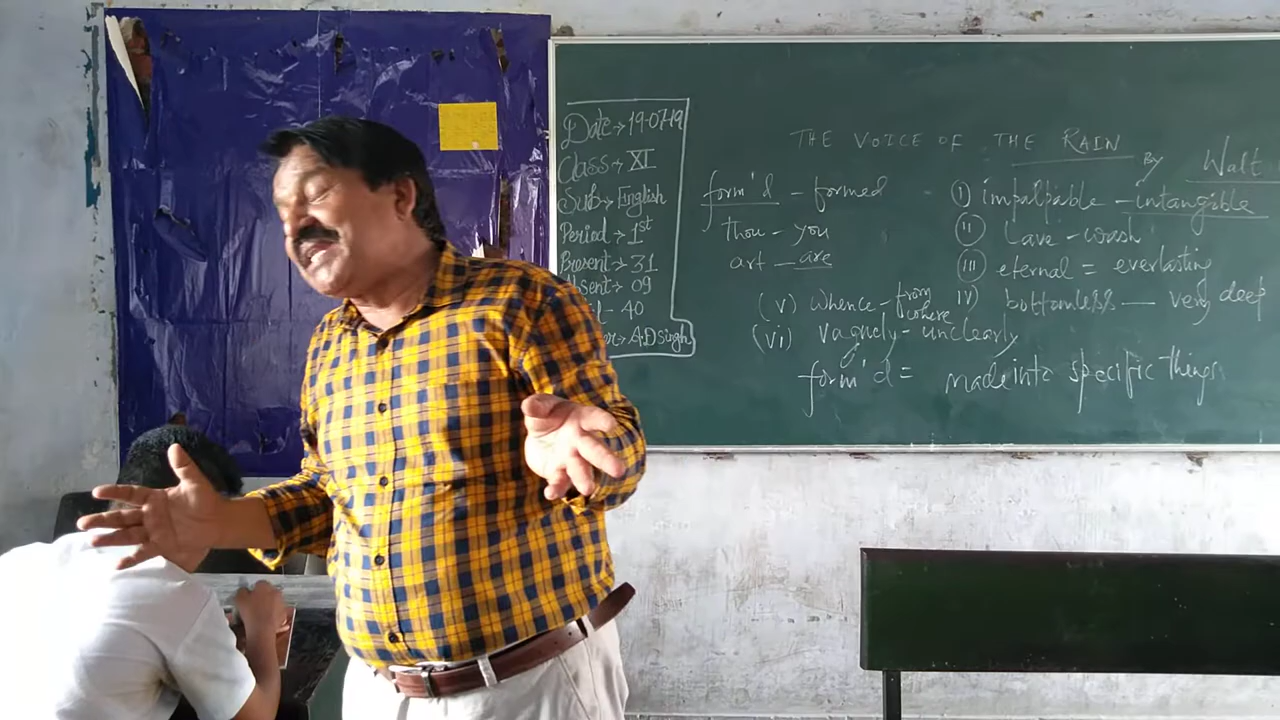 Date → 19-07-19
Class → XI
Sub → English
Period → 1st
Present → 31
bsent → 09
l - 40
r → A.D singh
THE VOICE OF THE RAIN
BY Walt
form'd - formed
thou - you
art - are
(I) impalpable - intangible
(II) Lave - wash
(III) eternal = everlasting
IV) bottomless — very deep
(v) whence - from where
(vi) vaguely - unclearly
form'd = made into specific things